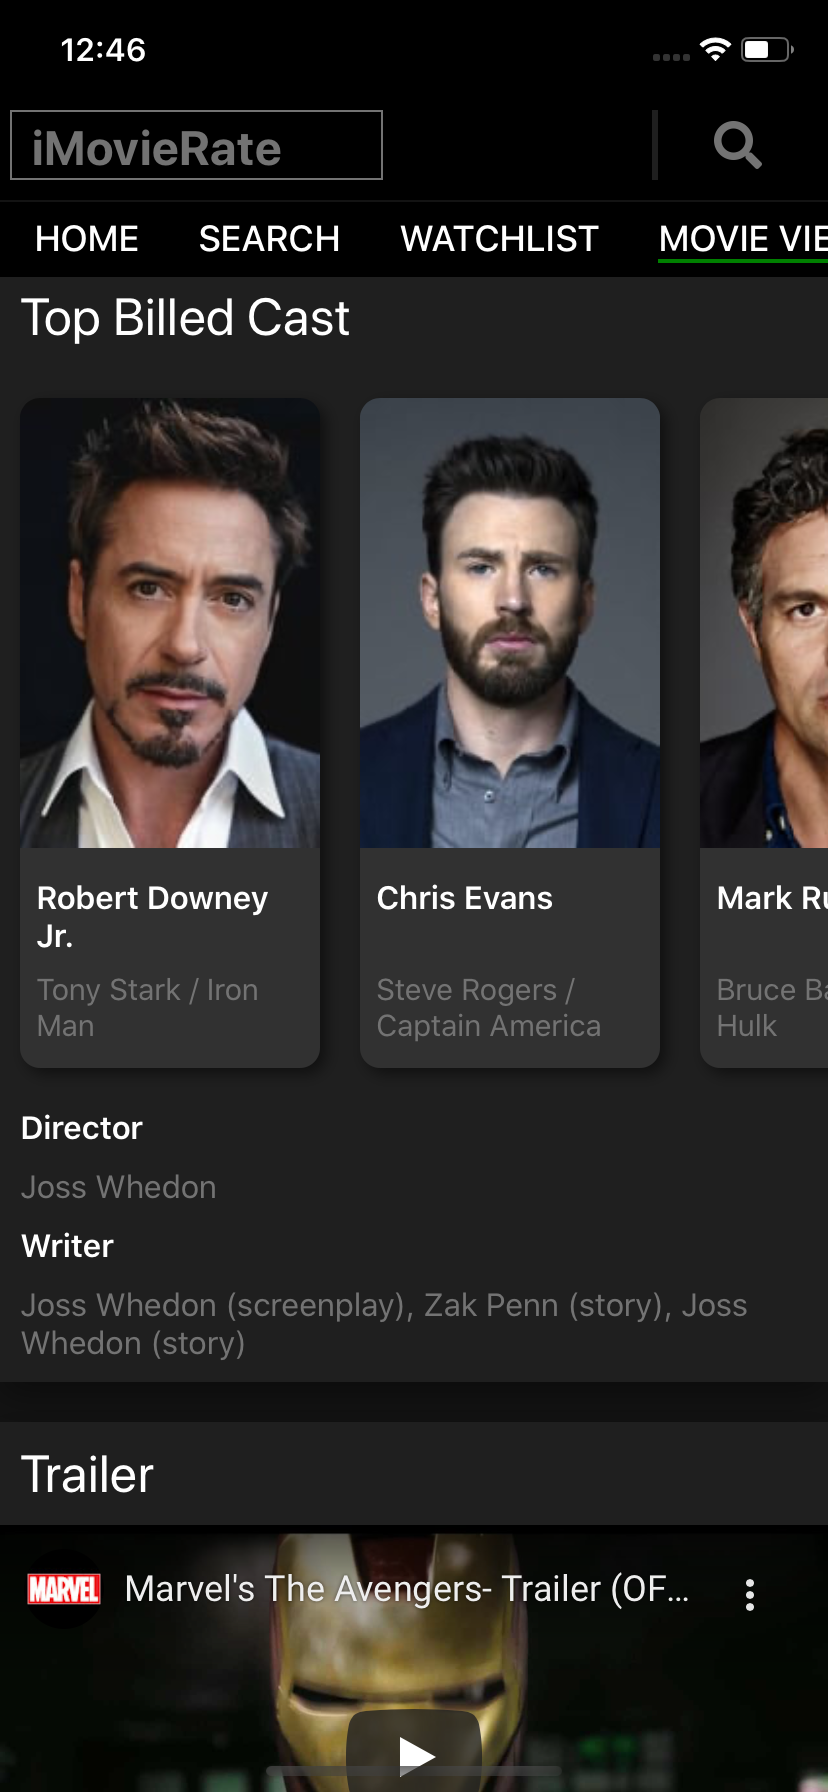 12:46
iMovieRate
HOME SEARCH WATCHLIST MOVIE VIE
Top Billed Cast
Robert Downey
Jr.
Tony Stark / Iron
Man
Chris Evans
Steve Rogers /
Captain America
Mark Ru
Bruce Ba
Hulk
Director
Joss Whedon
Writer
Joss Whedon (screenplay), Zak Penn (story), Joss
Whedon (story)
Trailer
MARVEL
Marvel's The Avengers- Trailer (OF...